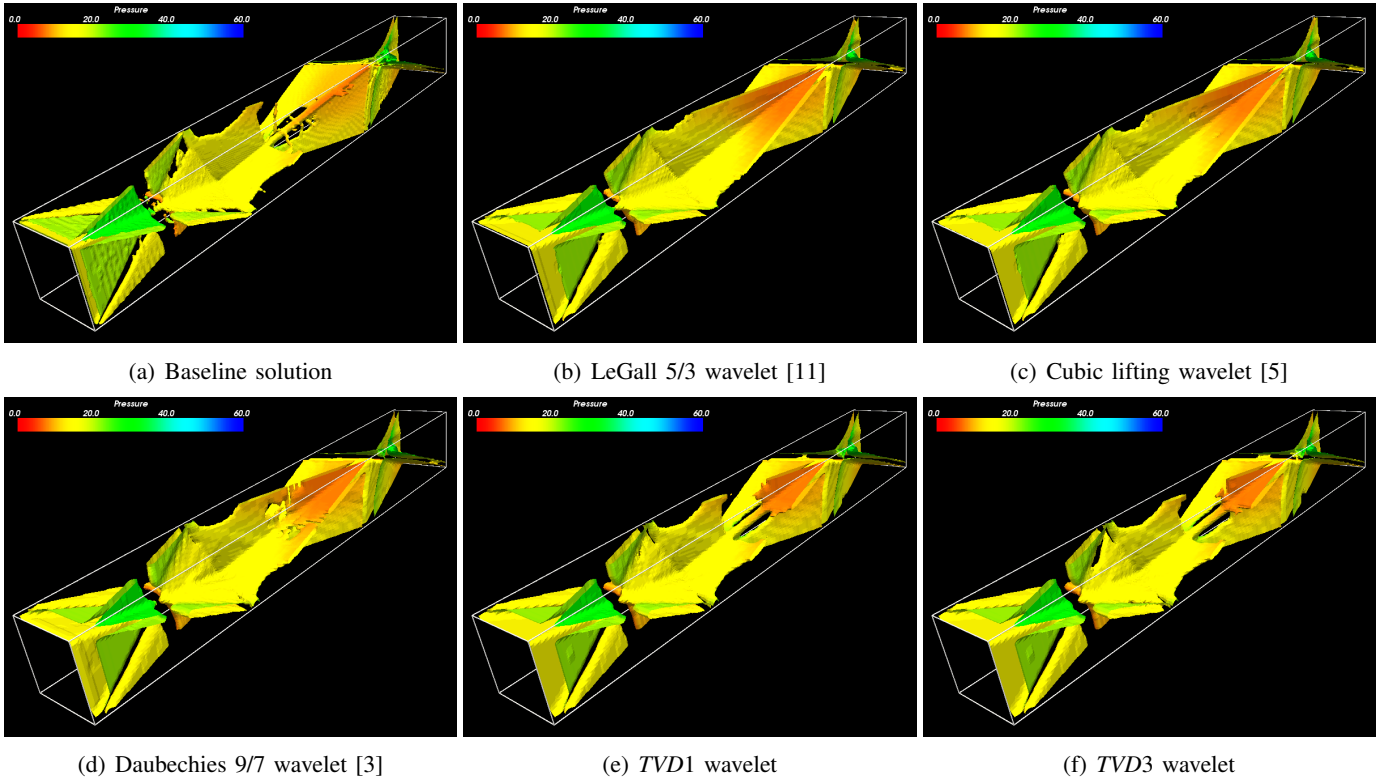 Pressure
0.0 20.0 40.0 60.0
Pressure
0.0 20.0 40.0 60.0
Pressure
0.0 20.0 40.0 60.0
(a) Baseline solution
(b) LeGall 5/3 wavelet [11]
(c) Cubic lifting wavelet [5]
Pressure
0.0 20.0 40.0 60.0
Pressure
0.0 20.0 40.0 60.0
Pressure
0.0 20.0 40.0 60.0
(d) Daubechies 9/7 wavelet [3]
(e) TVD1 wavelet
(f) TVD3 wavelet